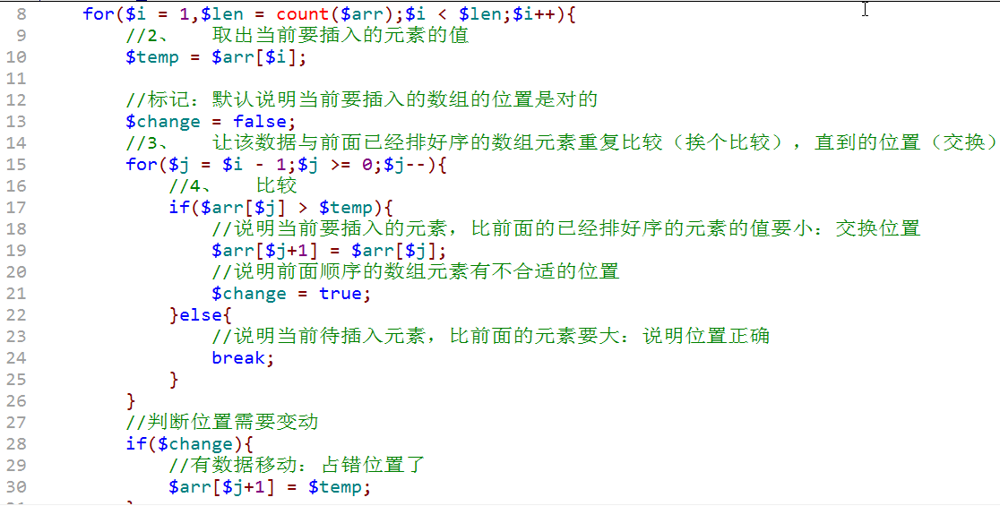 8 for($i = 1,$len = count($arr);$i < $len;$i++){
9 //2、 取出当前要插入的元素的值
10 $temp = $arr[$i];
11
12 //标记：默认说明当前要插入的数组的位置是对的
13 $change = false;
14 //3、 让该数据与前面已经排好序的数组元素重复比较（挨个比较），直到的位置（交换）
15 for($j = $i - 1;$j >= 0;$j--){
16 //4、 比较
17 if($arr[$j] > $temp){
18 //说明当前要插入的元素，比前面的已经排好序的元素的值要小：交换位置
19 $arr[$j+1] = $arr[$j];
20 //说明前面顺序的数组元素有不合适的位置
21 $change = true;
22 }else{
23 //说明当前待插入元素，比前面的元素要大：说明位置正确
24 break;
25 }
26 }
27 //判断位置需要变动
28 if($change){
29 //有数据移动：占错位置了
30 $arr[$j+1] = $temp;